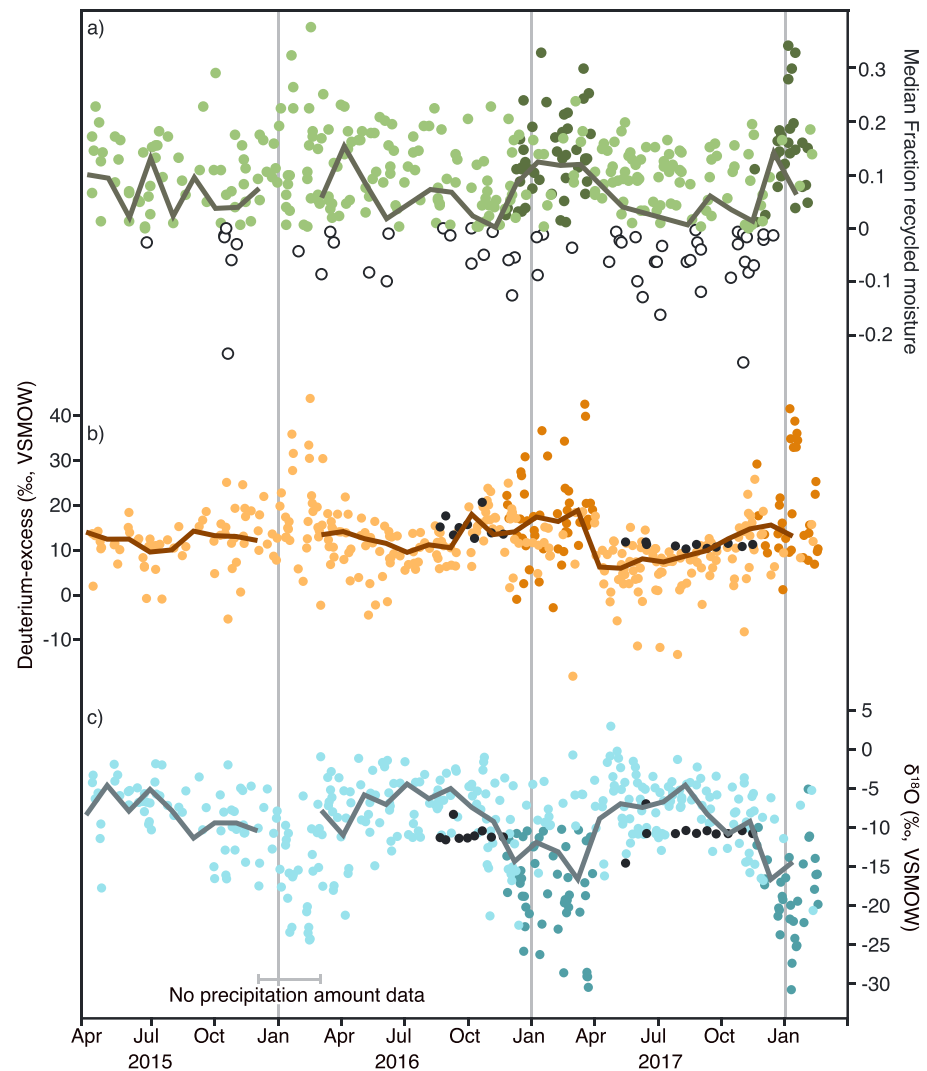 a)
0.3
0.2
0.1
0
-0.1
-0.2
Median Fraction recycled moisture
b)
40
30
20
10
0
-10
Deuterium-excess (‰, VSMOW)
c)
5
0
-5
-10
-15
-20
-25
-30
δ¹⁸O (‰, VSMOW)
No precipitation amount data
Apr Jul Oct Jan Apr Jul Oct Jan Apr Jul Oct Jan
2015 2016 2017